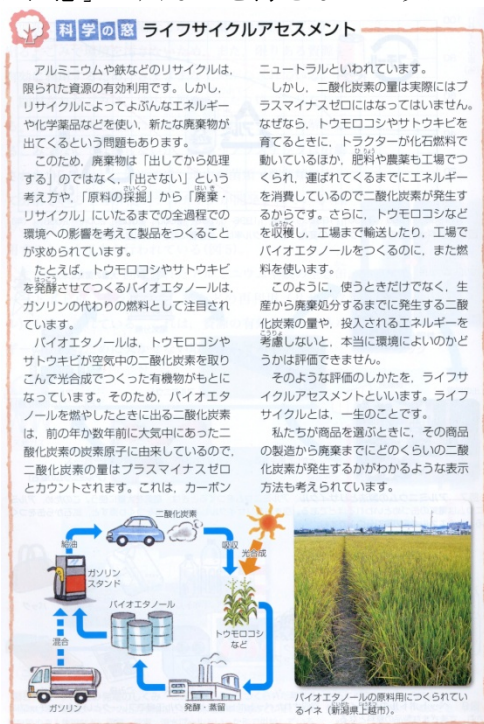 科学の窓 ライフサイクルアセスメント
アルミニウムや鉄などのリサイクルは,
限られた資源の有効利用です。しかし,
リサイクルによってよぶんなエネルギー
や化学薬品などを使い, 新たな廃棄物が
出てくるという問題もあります。
このため, 廃棄物は「出してから処理
する」のではなく,「出さない」という
考え方や,「原料の採掘」から「廃棄・
リサイクル」にいたるまでの全過程での
環境への影響を考えて製品をつくること
が求められています。
たとえば, トウモロコシやサトウキビ
を発酵させてつくるバイオエタノールは,
ガソリンの代わりの燃料として注目され
ています。
バイオエタノールは, トウモロコシや
サトウキビが空気中の二酸化炭素を取り
こんで光合成でつくった有機物がもとに
なっています。そのため, バイオエタ
ノールを燃やしたときに出る二酸化炭素
は, 前の年か数年前に大気中にあった二
酸化炭素の炭素原子に由来しているので,
二酸化炭素の量はプラスマイナスゼロ
とカウントされます。これは, カーボン
ニュートラルといわれています。
しかし, 二酸化炭素の量は実際にはプ
ラスマイナスゼロにはなってはいません。
なぜなら, トウモロコシやサトウキビを
育てるときに, トラクターが化石燃料で
動いているほか, 肥料や農薬も工場でつ
くられ, 運ばれてくるまでにエネルギー
を消費しているので二酸化炭素が発生す
るからです。さらに, トウモロコシなど
を収穫し, 工場まで輸送したり, 工場で
バイオエタノールをつくるのに, また燃
料を使います。
このように, 使うときだけでなく, 生
産から廃棄処分するまでに発生する二酸
化炭素の量や, 投入されるエネルギーを
考慮しないと, 本当に環境によいのかど
うかは評価できません。
そのような評価のしかたを, ライフサ
イクルアセスメントといいます。ライフ
サイクルとは, 一生のことです。
私たちが商品を選ぶときに, その商品
の製造から廃棄までにどのくらいの二酸
化炭素が発生するかがわかるような表示
方法も考えられています。
二酸化炭素
給油
吸収
光合成
ガソリン
スタンド
バイオエタノール
トウモロコシ
など
混合
ガソリン
発酵・蒸留
バイオエタノールの原料用につくられてい
るイネ(新潟県上越市)。